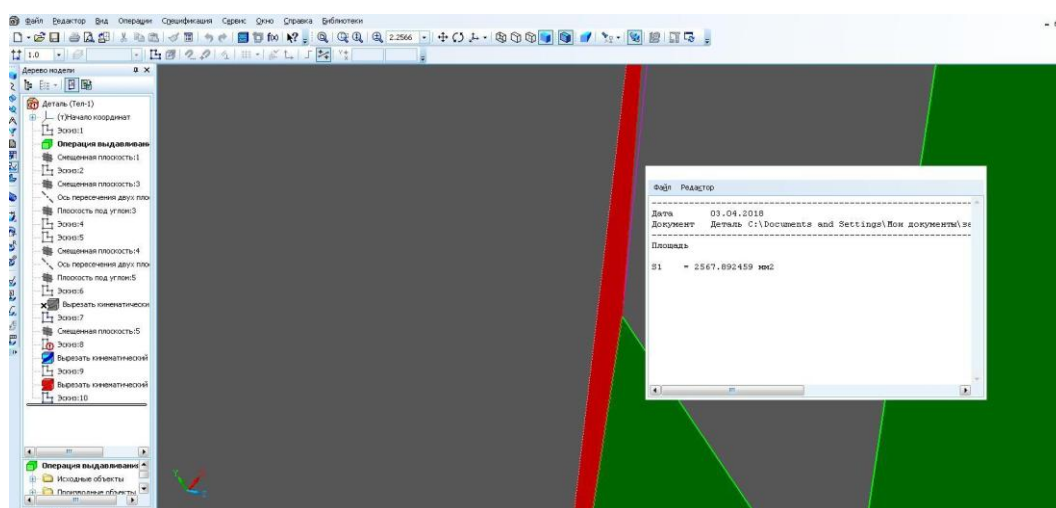 Файл Редактор Вид Операции Спецификация Сервис Окно Справка Библиотеки
2.2566
1.0
Дерево модели
Деталь (Тел-1)
(т)Начало координат
Эскиз:1
Операция выдавливан
Смещенная плоскость:1
Эскиз:2
Смещенная плоскость:3
Ось пересечения двух пло
Плоскость под углом:3
Эскиз:4
Эскиз:5
Смещенная плоскость:4
Ось пересечения двух пло
Плоскость под углом:5
Эскиз:6
Вырезать кинематически
Эскиз:7
Смещенная плоскость:5
Эскиз:8
Вырезать кинематический
Эскиз:9
Вырезать кинематический
Эскиз:10
Операция выдавливания
Исходные объекты
Производные объекты
Файл Редактор
Дата 03.04.2018
Документ Деталь C:\Documents and Settings\Мои документы\за
Площадь
S1 = 2567.892459 мм2